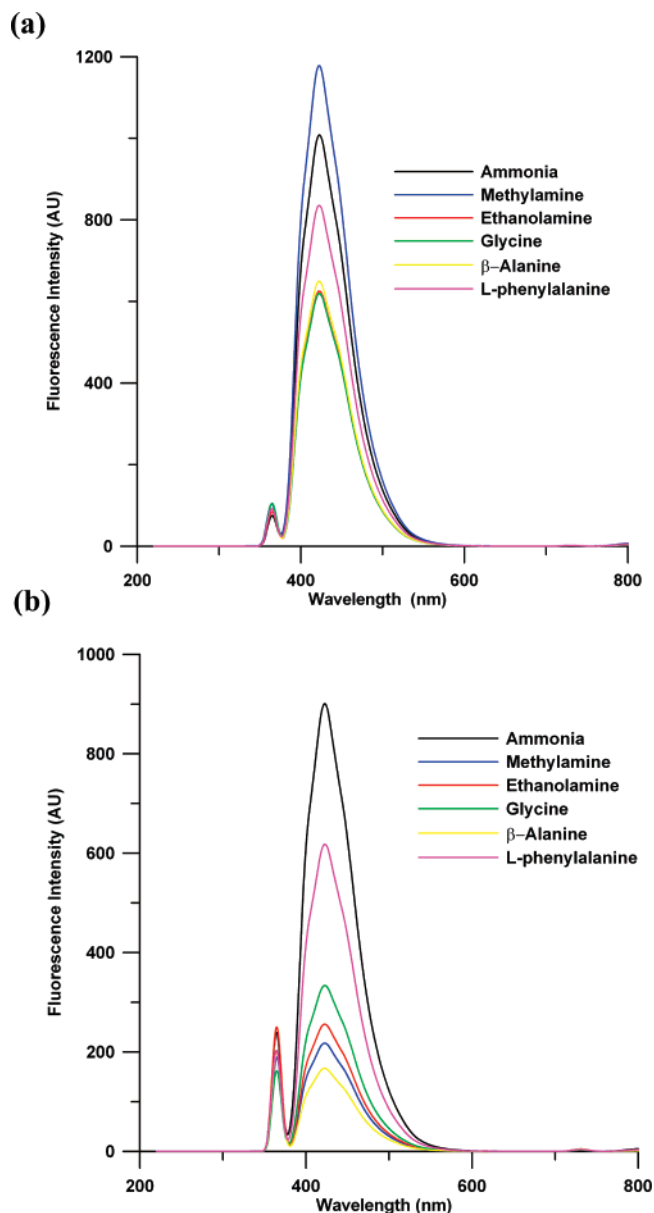 (a)
1200
800
400
0
Fluorescence Intensity (AU)
Ammonia
Methylamine
Ethanolamine
Glycine
β–Alanine
L-phenylalanine
200
400
600
800
Wavelength (nm)
(b)
1000
800
600
400
200
0
Fluorescence Intensity (AU)
Ammonia
Methylamine
Ethanolamine
Glycine
β–Alanine
L-phenylalanine
200
400
600
800
Wavelength (nm)